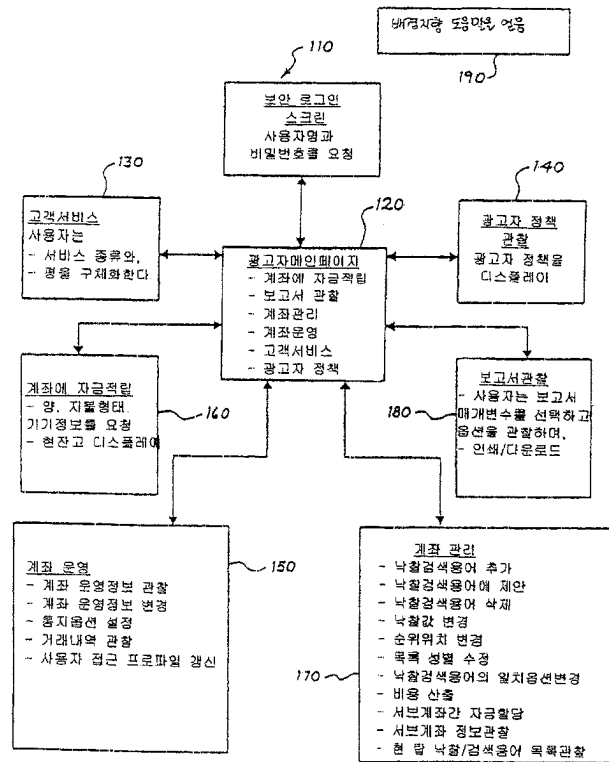 배경지향 도움말을 얻음
190
110
보안 로그인
스크린
사용자명과
비밀번호를 요청
130
고객서비스
사용자는
- 서비스 종류와,
- 평을 구체화한다.
120
광고자메인페이지
- 계좌에 자금적립
- 보고서 관찰
- 계좌관리
- 계좌운영
- 고객서비스
- 광고자 정책
140
광고자 정책
관찰
광고자 정책을
디스플레이
계좌에 자금적립
- 양, 지불형태,
기기정보를 요청
- 현잔고 디스플레이
160
보고서관찰
- 사용자는 보고서
매개변수를 선택하고
옵션을 관찰하며,
- 인쇄/다운로드
180
계좌 운영
- 계좌 운영정보 관찰
- 계좌 운영정보 변경
- 통지옵션 설정
- 거래내역 관찰
- 사용자 접근 프로파일 갱신
150
계좌 관리
- 낙찰검색용어 추가
- 낙찰검색용어에 제안
- 낙찰검색용어 삭제
- 낙찰값 변경
- 순위위치 변경
- 목록 성별 수정
- 낙찰검색용어의 일치옵션변경
- 비용 산출
- 서브계좌간 자금할당
- 서브계좌 정보관찰
- 현 탑 낙찰/검색용어 목록관찰
170